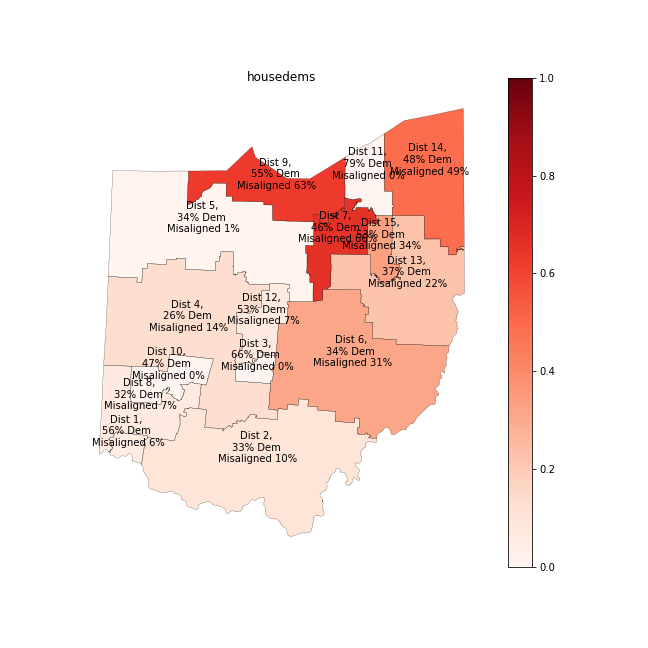 housedems
Dist 9,
55% Dem
Misaligned 63%
Dist 11,
79% Dem
Misaligned 0%
Dist 14,
48% Dem
Misaligned 49%
Dist 5,
34% Dem
Misaligned 1%
Dist 7,
46% Dem
Misaligned
Dist 15,
53% Dem
Misaligned 34%
Dist 13,
37% Dem
Misaligned 22%
Dist 4,
26% Dem
Misaligned 14%
Dist 12,
53% Dem
Misaligned 7%
Dist 3,
66% Dem
Misaligned 0%
Dist 6,
34% Dem
Misaligned 31%
Dist 10,
47% Dem
Misaligned 0%
Dist 8,
32% Dem
Misaligned 7%
Dist 1,
56% Dem
Misaligned 6%
Dist 2,
33% Dem
Misaligned 10%
1.0
0.8
0.6
0.4
0.2
0.0